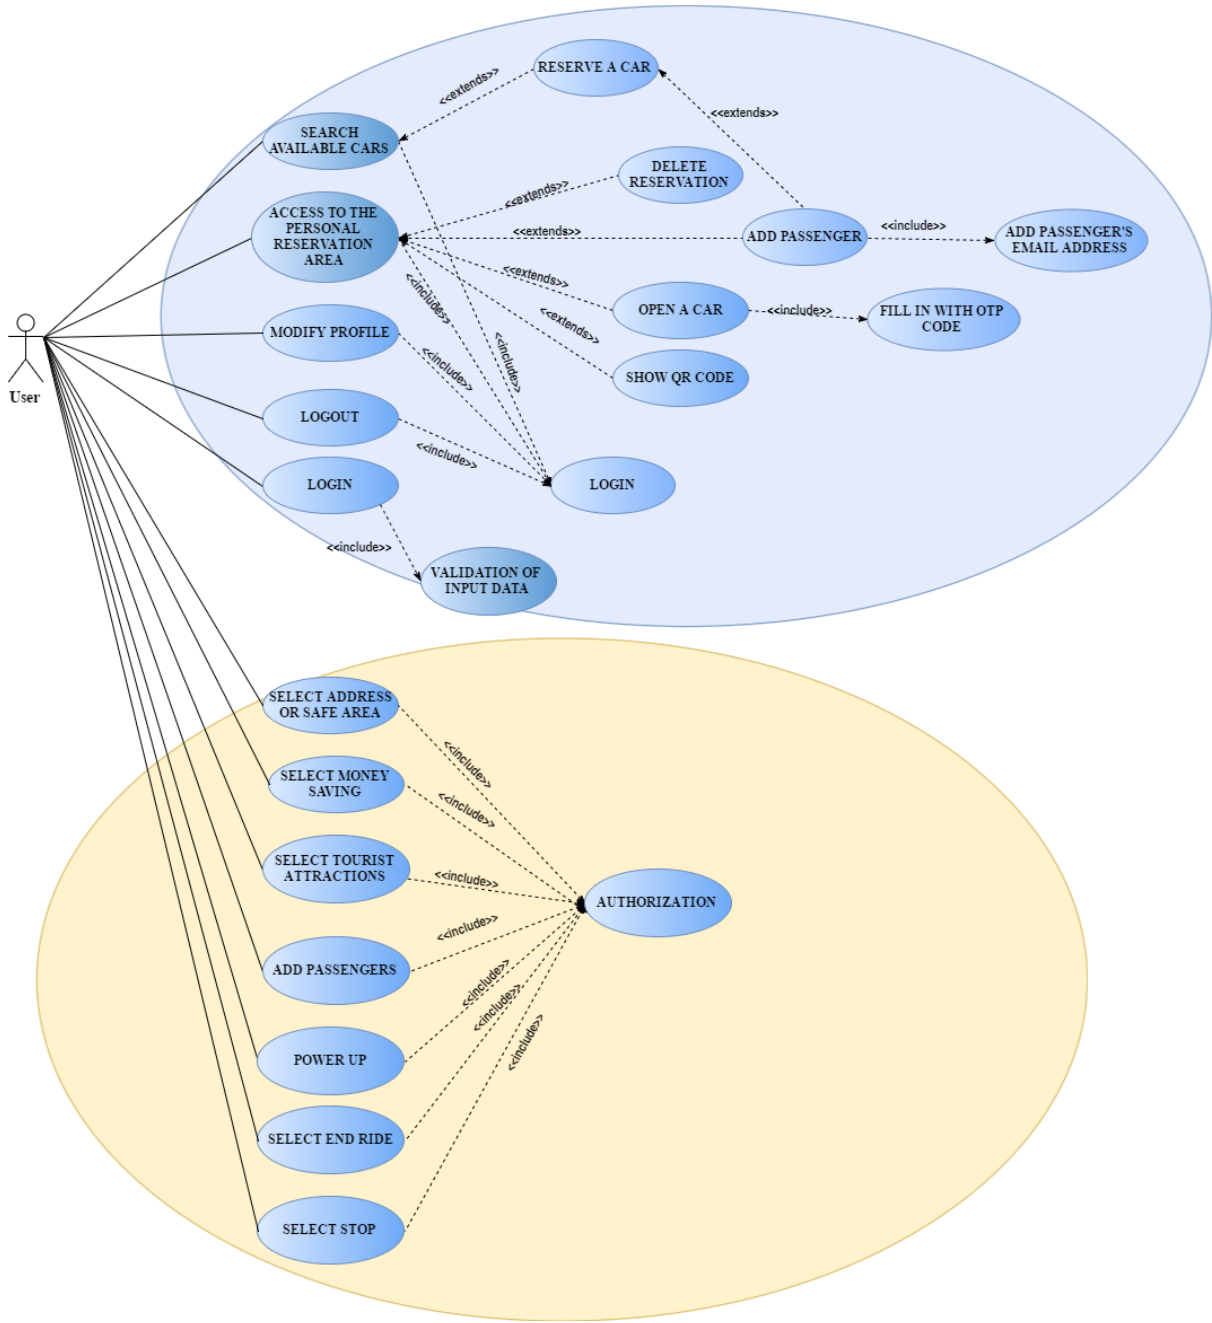 RESERVE A CAR
<<extends>>
<<extends>>
SEARCH
AVAILABLE CARS
DELETE
RESERVATION
<<extends>>
ACCESS TO THE
PERSONAL
RESERVATION
AREA
<<extends>>
ADD PASSENGER
<<include>>
ADD PASSENGER'S
EMAIL ADDRESS
<<extends>>
<<include>>
OPEN A CAR
<<include>>
FILL IN WITH OTP
CODE
<<extends>>
MODIFY PROFILE
<<include>>
<<include>>
SHOW QR CODE
User
LOGOUT
<<include>>
LOGIN
LOGIN
<<include>>
VALIDATION OF
INPUT DATA
SELECT ADDRESS
OR SAFE AREA
<<include>>
SELECT MONEY
SAVING
<<include>>
SELECT TOURIST
ATTRACTIONS
<<include>>
AUTHORIZATION
<<include>>
ADD PASSENGERS
<<include>>
<<include>>
<<include>>
POWER UP
SELECT END RIDE
SELECT STOP